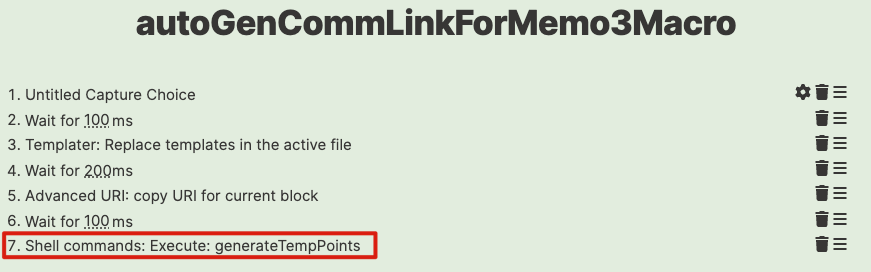 autoGenCommLinkForMemo3Macro
1. Untitled Capture Choice
2. Wait for 100 ms
3. Templater: Replace templates in the active file
4. Wait for 200ms
5. Advanced URI: copy URI for current block
6. Wait for 100 ms
7. Shell commands: Execute: generateTempPoints